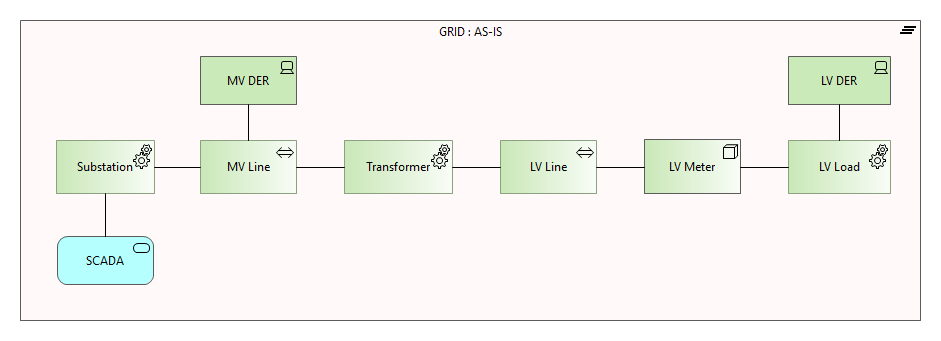 GRID : AS-IS
MV DER
LV DER
Substation
MV Line
Transformer
LV Line
LV Meter
LV Load
SCADA